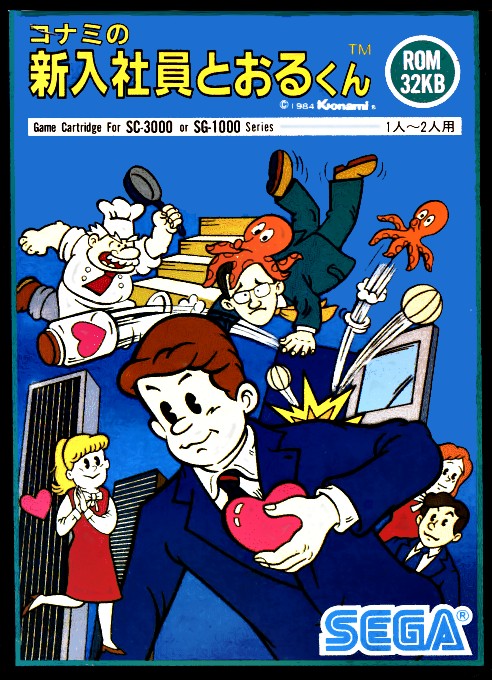 コナミの
新入社員とおるくん TM
ROM
32KB
© 1984 Konami
Game Cartridge For SC-3000 or SG-1000 Series
1人〜2人用
SEGA®